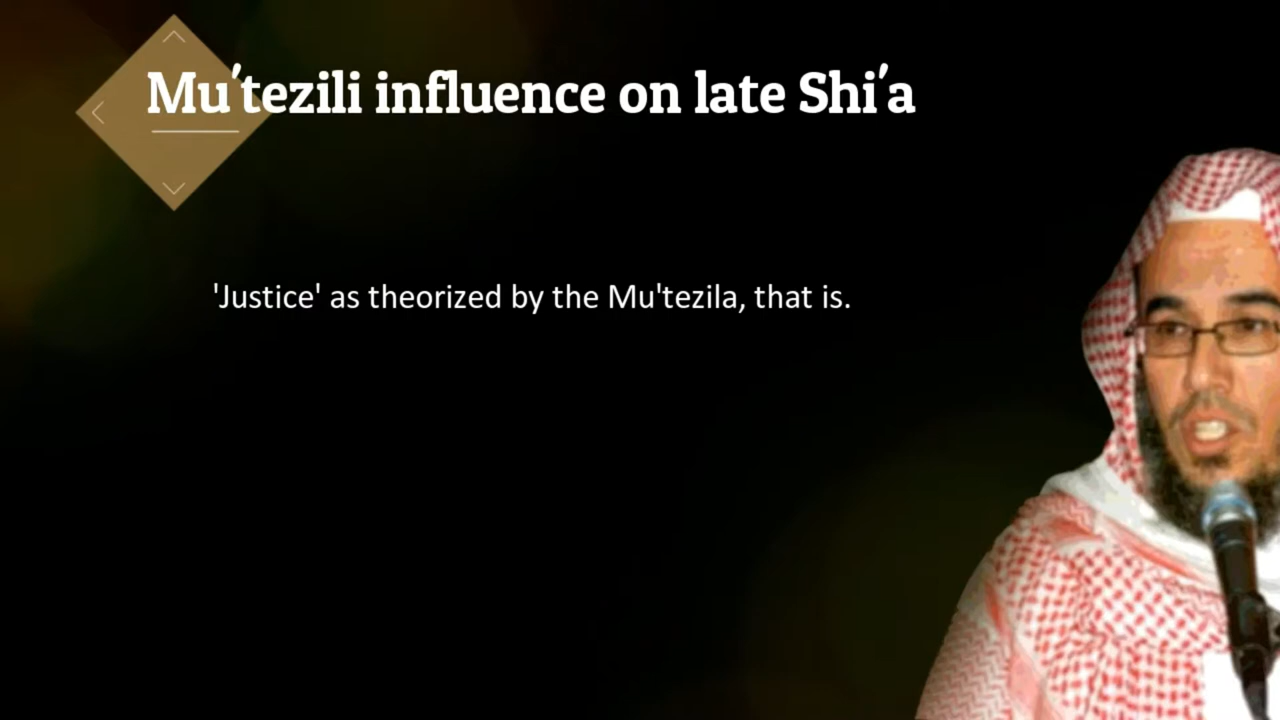 Mu'tezili influence on late Shi'a
'Justice' as theorized by the Mu'tezila, that is.